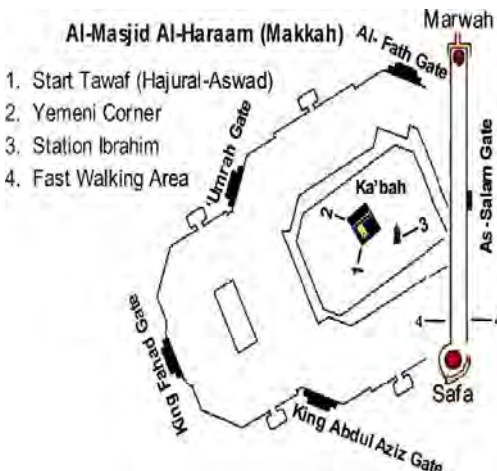 Al-Masjid Al-Haraam (Makkah)
1. Start Tawaf (Hajural-Aswad)
2. Yemeni Corner
3. Station Ibrahim
4. Fast Walking Area
Marwah
Al- Fath Gate
'Umrah Gate
Ka'bah
2
3
1
As-Salam Gate
4
4
King Fahad Gate
Safa
King Abdul Aziz Gate